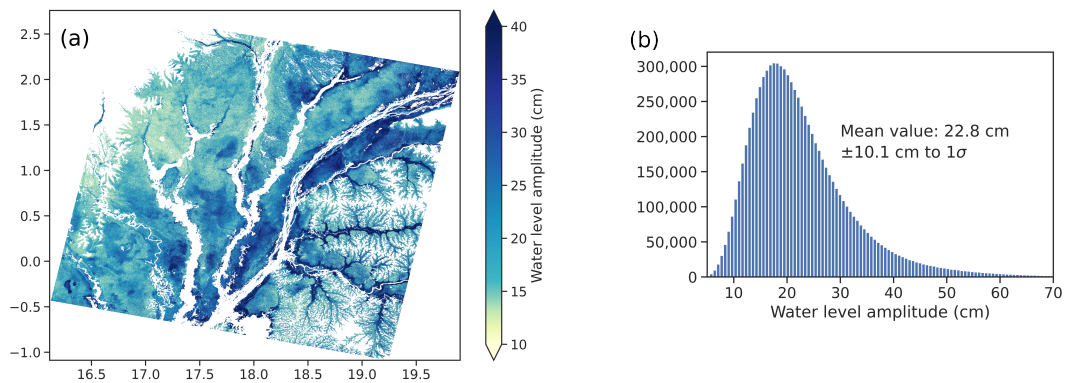 (a)
2.5
2.0
1.5
1.0
0.5
0.0
−0.5
−1.0
16.5 17.0 17.5 18.0 18.5 19.0 19.5
40
35
30
25
20
15
10
Water level amplitude (cm)
(b)
300,000
250,000
200,000
150,000
100,000
50,000
0
Mean value: 22.8 cm
±10.1 cm to 1σ
10 20 30 40 50 60 70
Water level amplitude (cm)